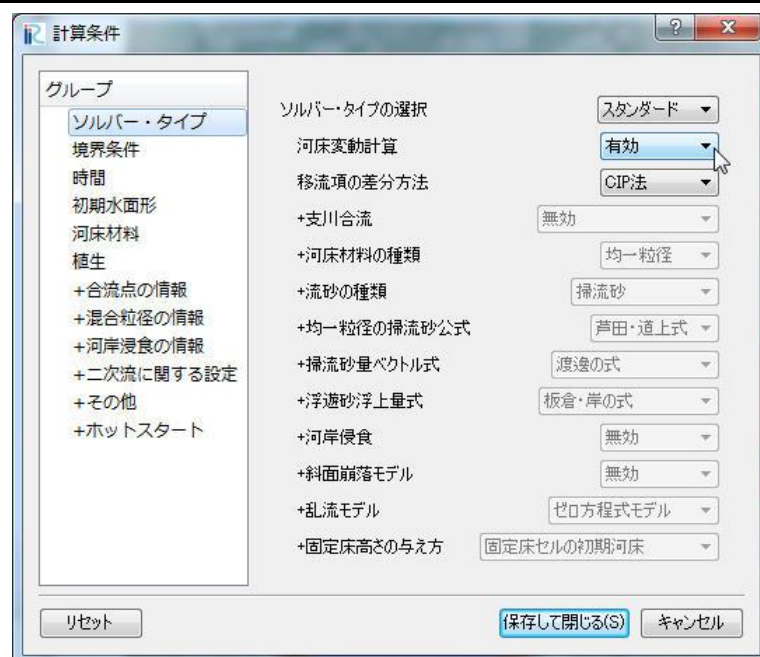 計算条件
グループ
ソルバー・タイプ
境界条件
時間
初期水面形
河床材料
植生
+合流点の情報
+混合粒径の情報
+河岸浸食の情報
+二次流に関する設定
+その他
+ホットスタート
ソルバー・タイプの選択 スタンダード
河床変動計算 有効
移流項の差分方法 CIP法
+支川合流 無効
+河床材料の種類 均一粒径
+流砂の種類 掃流砂
+均一粒径の掃流砂公式 芦田・道上式
+掃流砂量ベクトル式 渡邊の式
+浮遊砂浮上量式 板倉・岸の式
+河岸侵食 無効
+斜面崩落モデル 無効
+乱流モデル ゼロ方程式モデル
+固定床高さの与え方 固定床セルの初期河床
リセット 保存して閉じる(S) キャンセル